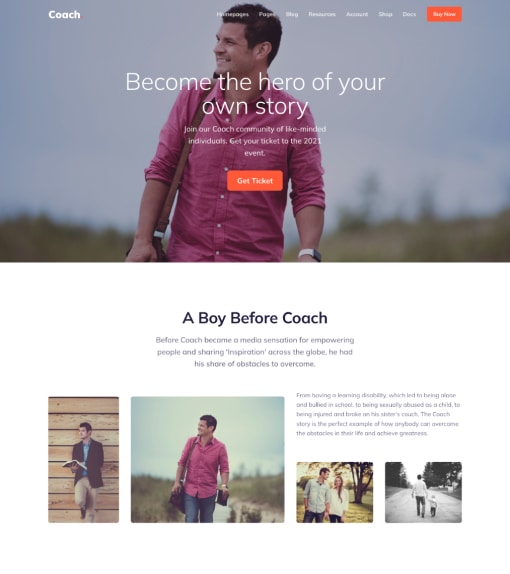 Coach
Homepages Pages Blog Resources Account Shop Docs Buy Now
Become the hero of your
own story
Join our Coach community of like-minded
individuals. Get your ticket to the 2021
event.
Get Ticket
A Boy Before Coach
Before Coach became a media sensation for empowering
people and sharing 'Inspiration' across the globe, he had
his share of obstacles to overcome.
From having a learning disability, which led to being alone
and bullied in school, to being sexually abused as a child, to
being injured and broke on his sister's couch. The Coach
story is the perfect example of how anybody can overcome
the obstacles in their life and achieve greatness.